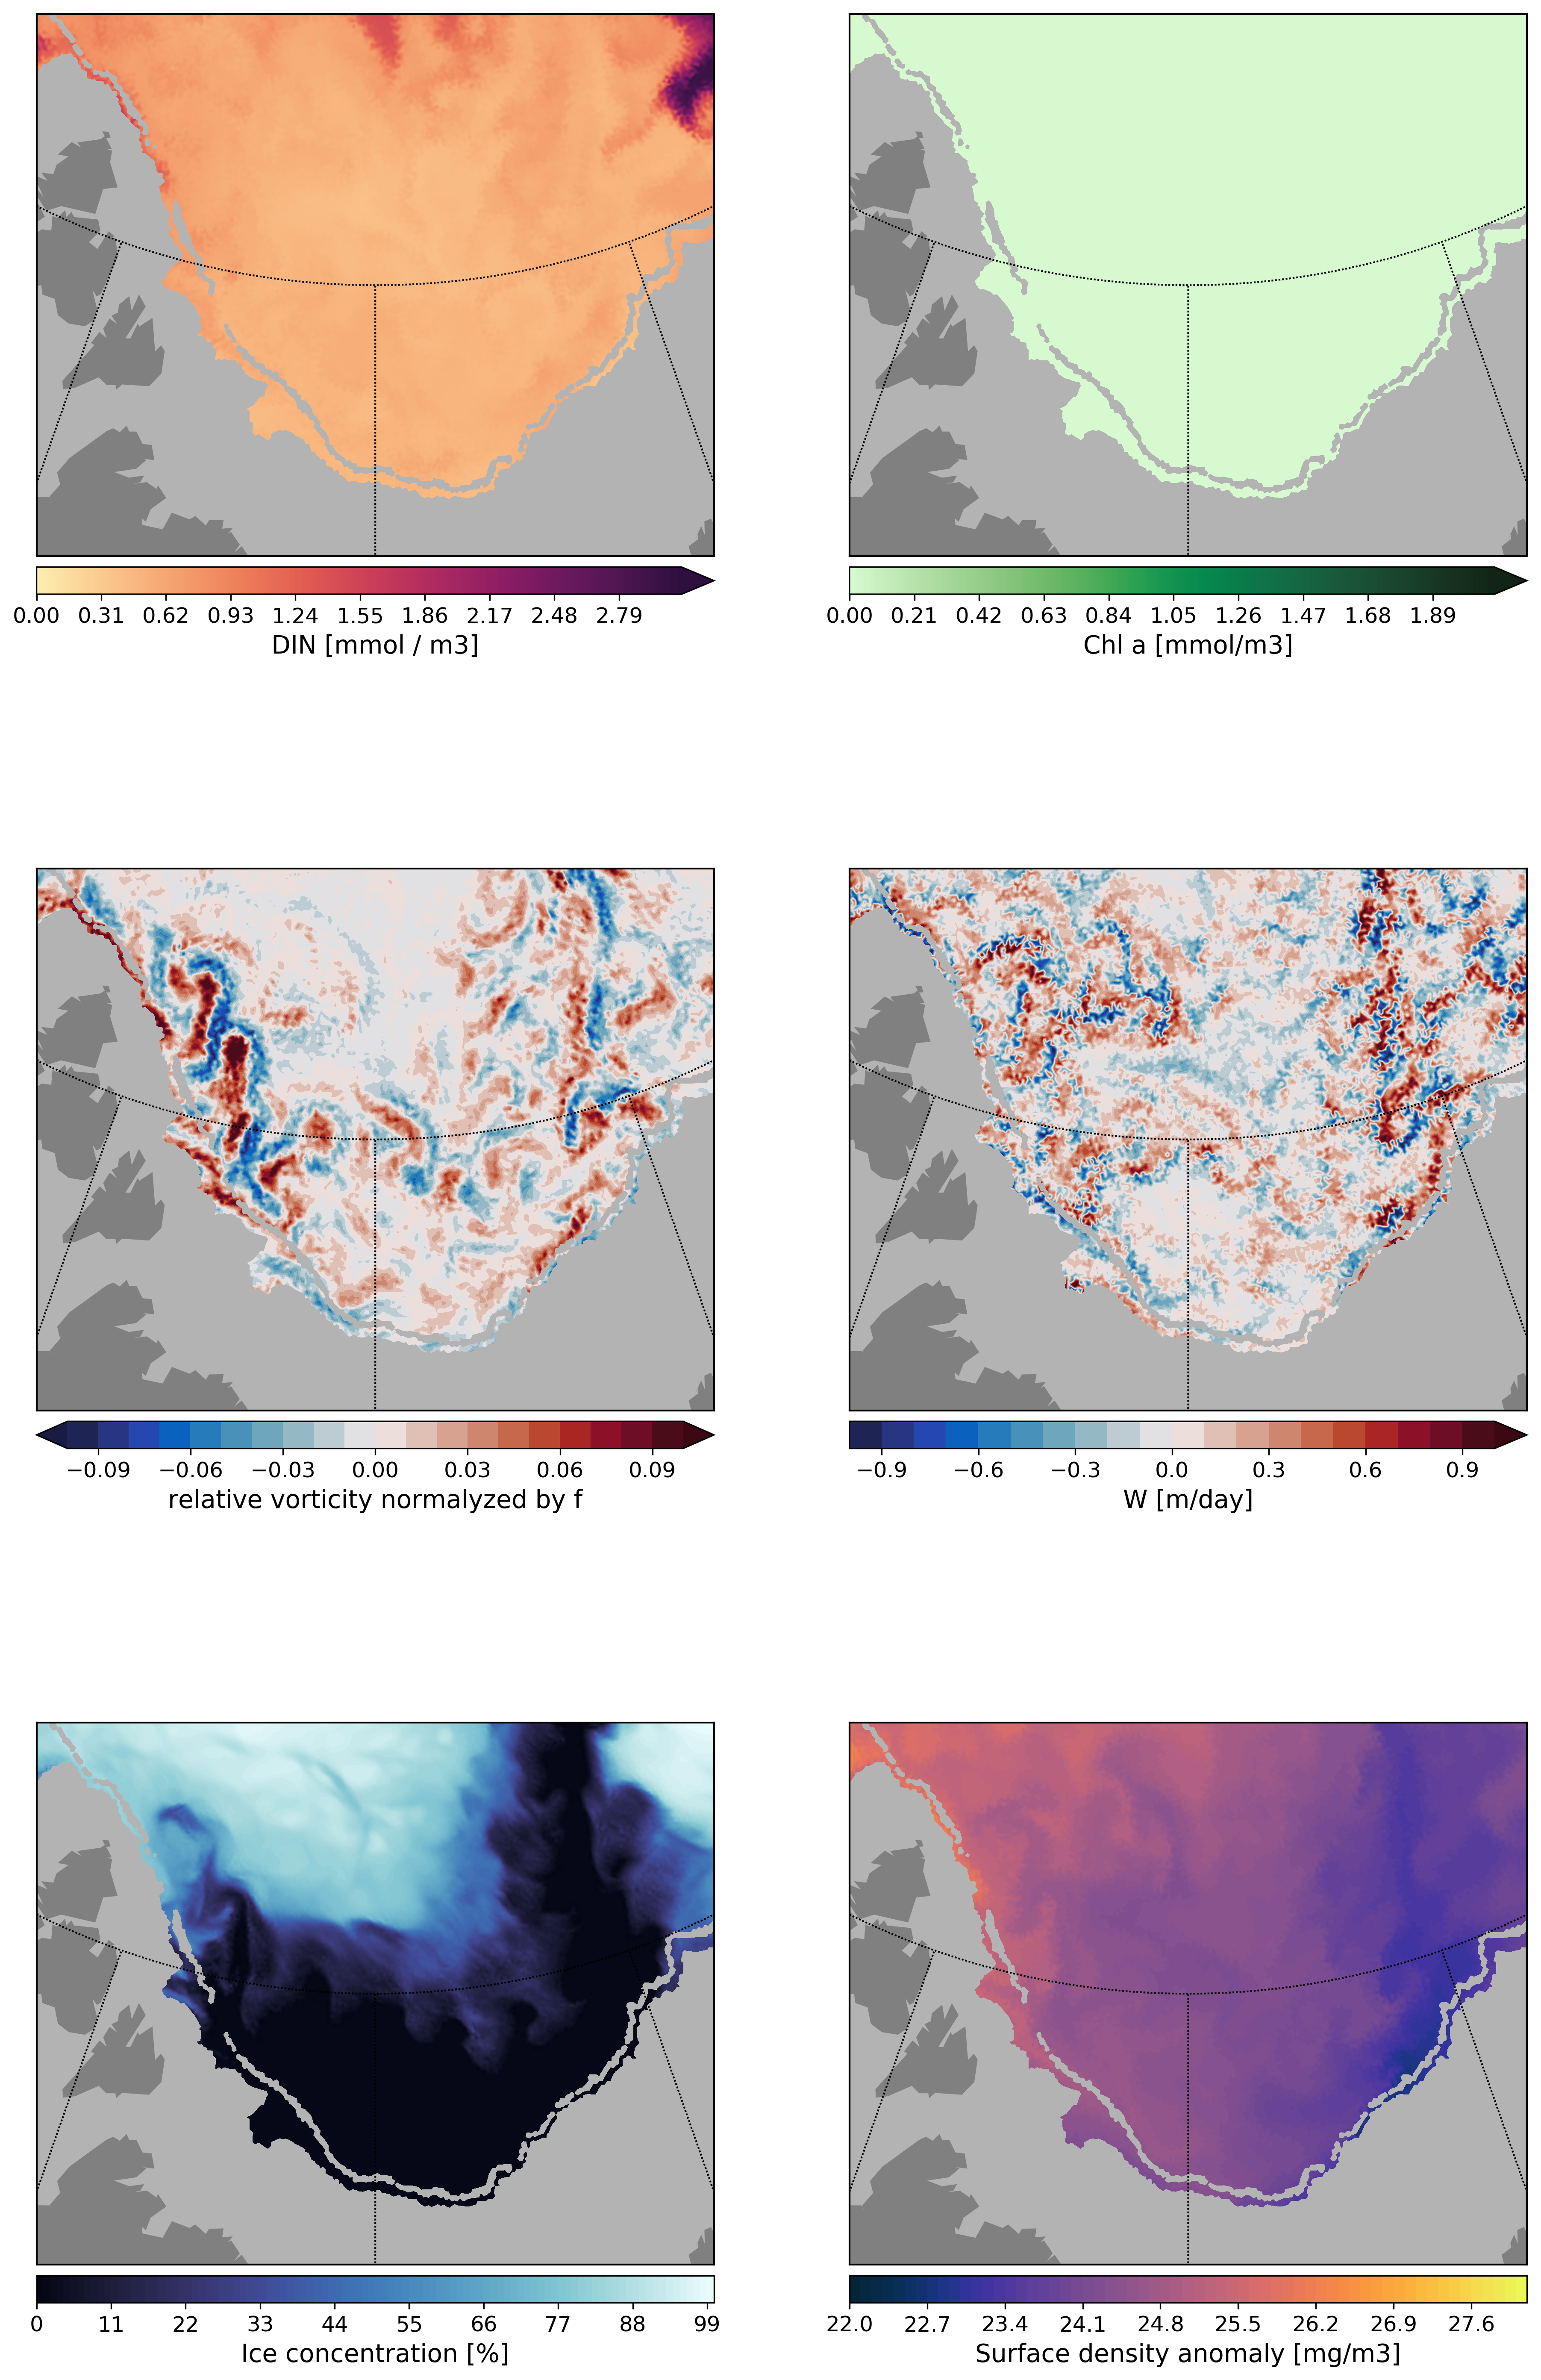 0.00 0.31 0.62 0.93 1.24 1.55 1.86 2.17 2.48 2.79
DIN [mmol / m3]
0.00 0.21 0.42 0.63 0.84 1.05 1.26 1.47 1.68 1.89
Chl a [mmol/m3]
−0.09 −0.06 −0.03 0.00 0.03 0.06 0.09
relative vorticity normalyzed by f
−0.9 −0.6 −0.3 0.0 0.3 0.6 0.9
W [m/day]
0 11 22 33 44 55 66 77 88 99
Ice concentration [%]
22.0 22.7 23.4 24.1 24.8 25.5 26.2 26.9 27.6
Surface density anomaly [mg/m3]